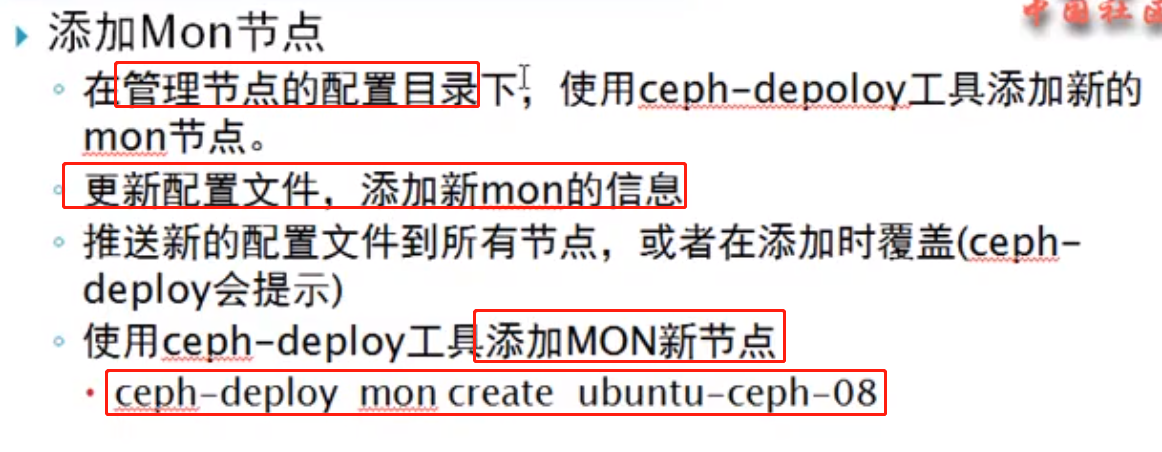 中国社区
添加Mon节点
在管理节点的配置目录下，使用ceph-depoloy工具添加新的
mon节点。
更新配置文件，添加新mon的信息
推送新的配置文件到所有节点，或者在添加时覆盖(ceph-
deploy会提示)
使用ceph-deploy工具添加MON新节点
ceph-deploy mon create ubuntu-ceph-08